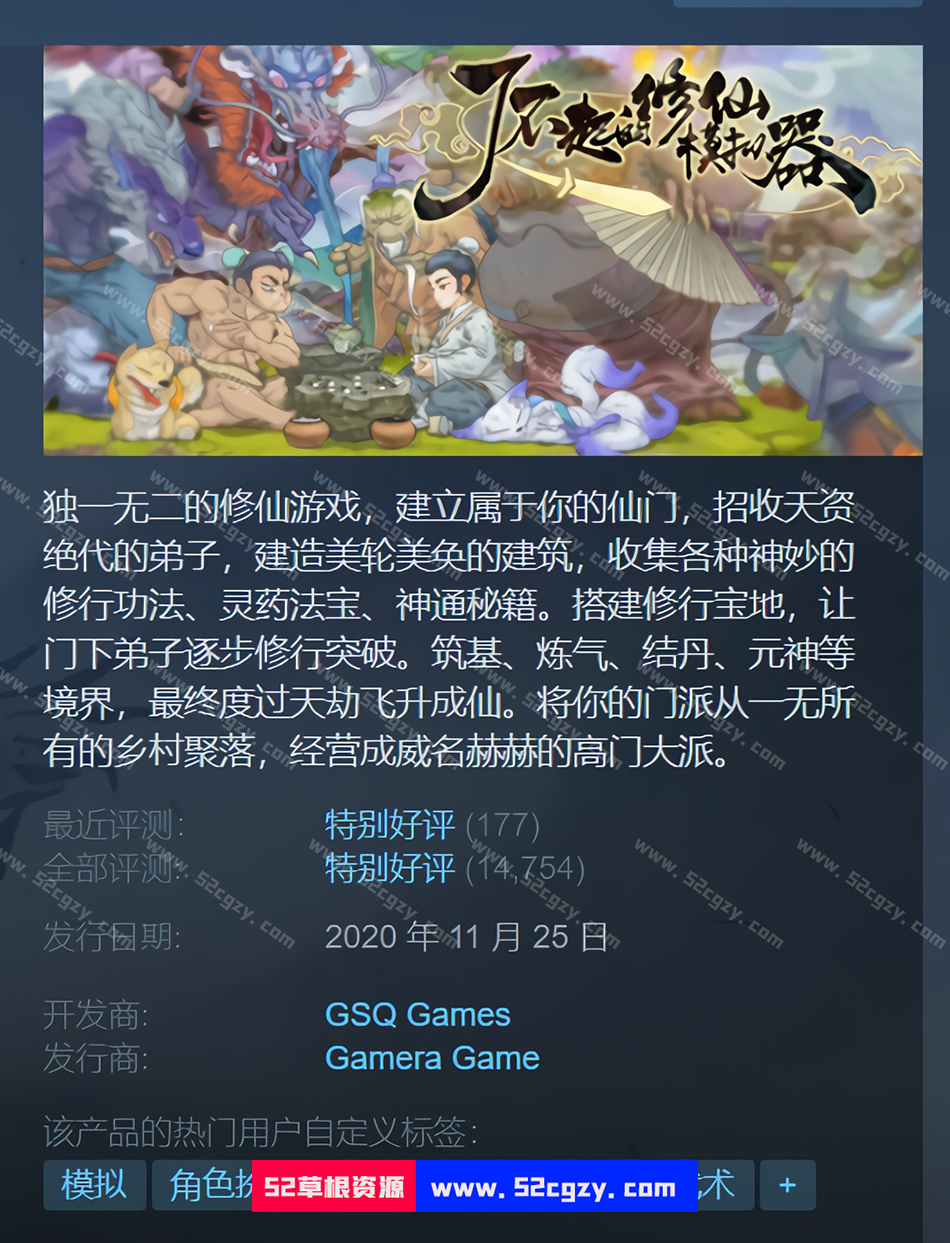 了不起的修仙模拟器
独一无二的修仙游戏，建立属于你的仙门，招收天资
绝代的弟子，建造美轮美奂的建筑，收集各种神妙的
修行功法、灵药法宝、神通秘籍。搭建修行宝地，让
门下弟子逐步修行突破。筑基、炼气、结丹、元神等
境界，最终度过天劫飞升成仙。将你的门派从一无所
有的乡村聚落，经营成威名赫赫的高门大派。
最近评测: 特别好评 (177)
全部评测: 特别好评 (14,754)
发行日期: 2020 年 11 月 25 日
开发商: GSQ Games
发行商: Gamera Game
该产品的热门用户自定义标签:
模拟 角色扮 术 +
52草根资源 www.52cgzy.com